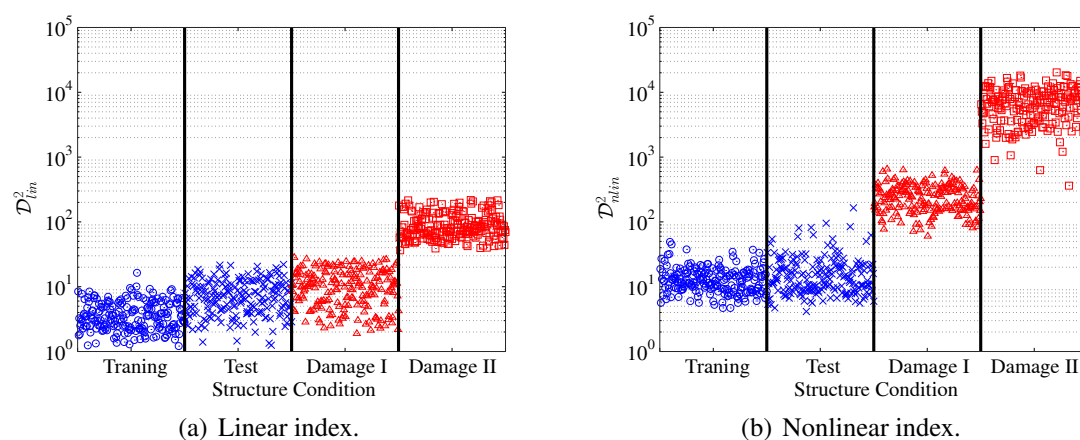 10^5
10^4
10^3
10^2
10^1
10^0
𝒟²_lin
Traning Test Damage I Damage II
Structure Condition
(a) Linear index.
10^5
10^4
10^3
10^2
10^1
10^0
𝒟²_nlin
Traning Test Damage I Damage II
Structure Condition
(b) Nonlinear index.